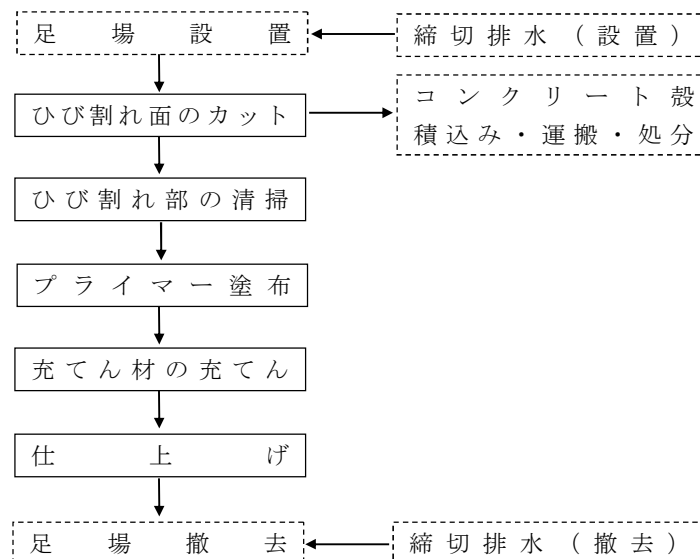 足場設置
締切排水（設置）
ひび割れ面のカット
コンクリート殻
積込み・運搬・処分
ひび割れ部の清掃
プライマー塗布
充てん材の充てん
仕上げ
足場撤去
締切排水（撤去）